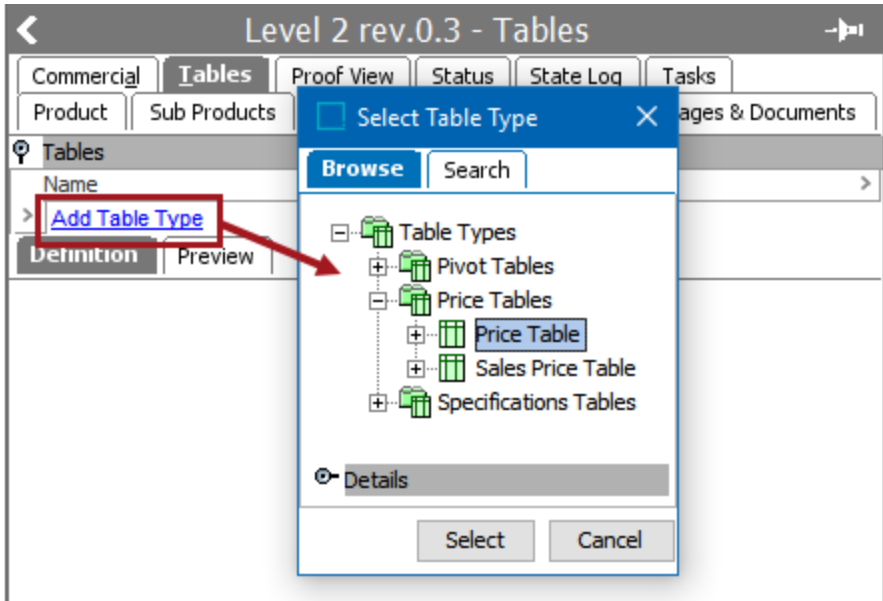 Level 2 rev.0.3 - Tables
Commercial Tables Proof View Status State Log Tasks
Product Sub Products ages & Documents
Select Table Type
Tables
Browse Search
Name
Add Table Type
Table Types
Definition Preview
Pivot Tables
Price Tables
Price Table
Sales Price Table
Specifications Tables
Details
Select Cancel